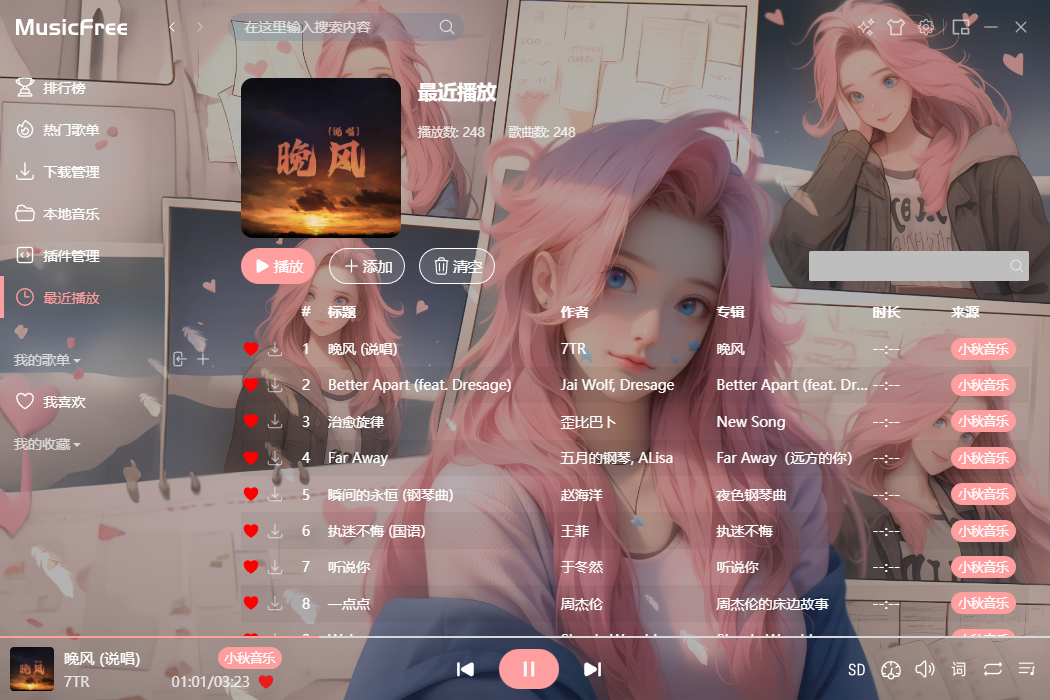 MusicFree
在这里输入搜索内容
排行榜
热门歌单
下载管理
本地音乐
插件管理
最近播放
我的歌单
我喜欢
我的收藏
(说唱)
晚风
最近播放
播放数: 248 歌曲数: 248
播放 添加 清空
# 标题 作者 专辑 时长 来源
1 晚风 (说唱) 7TR 晚风 --:-- 小秋音乐
2 Better Apart (feat. Dresage) Jai Wolf, Dresage Better Apart (feat. Dr... --:-- 小秋音乐
3 治愈旋律 歪比巴卜 New Song --:-- 小秋音乐
4 Far Away 五月的钢琴, ALisa Far Away（远方的你） --:-- 小秋音乐
5 瞬间的永恒 (钢琴曲) 赵海洋 夜色钢琴曲 --:-- 小秋音乐
6 执迷不悔 (国语) 王菲 执迷不悔 --:-- 小秋音乐
7 听说你 于冬然 听说你 --:-- 小秋音乐
8 一点点 周杰伦 周杰伦的床边故事 --:-- 小秋音乐
晚风
晚风 (说唱) 小秋音乐
7TR 01:01/03:23
SD 词